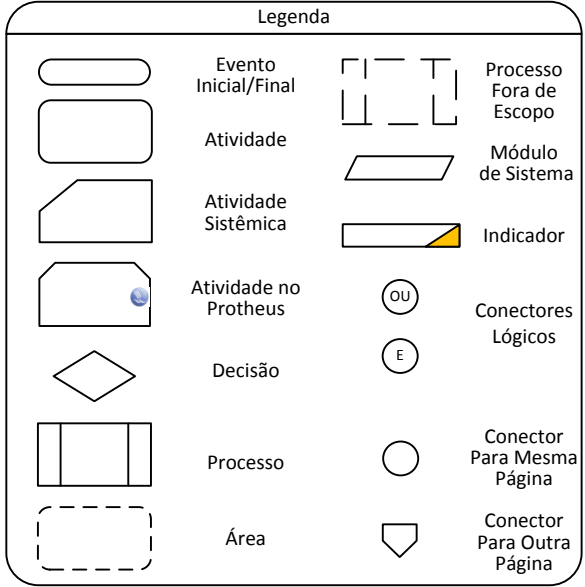 Legenda
Evento
Inicial/Final
Atividade
Atividade
Sistêmica
Atividade no
Protheus
Decisão
Processo
Área
Processo
Fora de
Escopo
Módulo
de Sistema
Indicador
OU
E
Conectores
Lógicos
Conector
Para Mesma
Página
Conector
Para Outra
Página